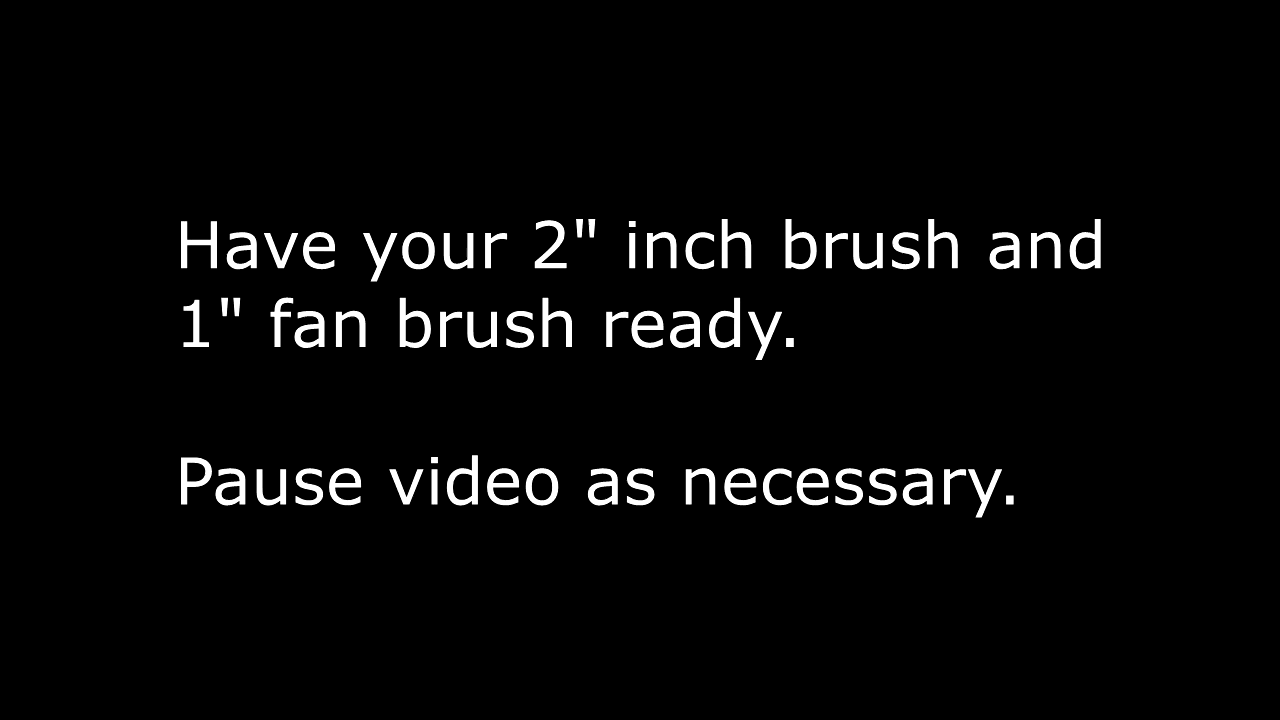 Have your 2" inch brush and
1" fan brush ready.
Pause video as necessary.